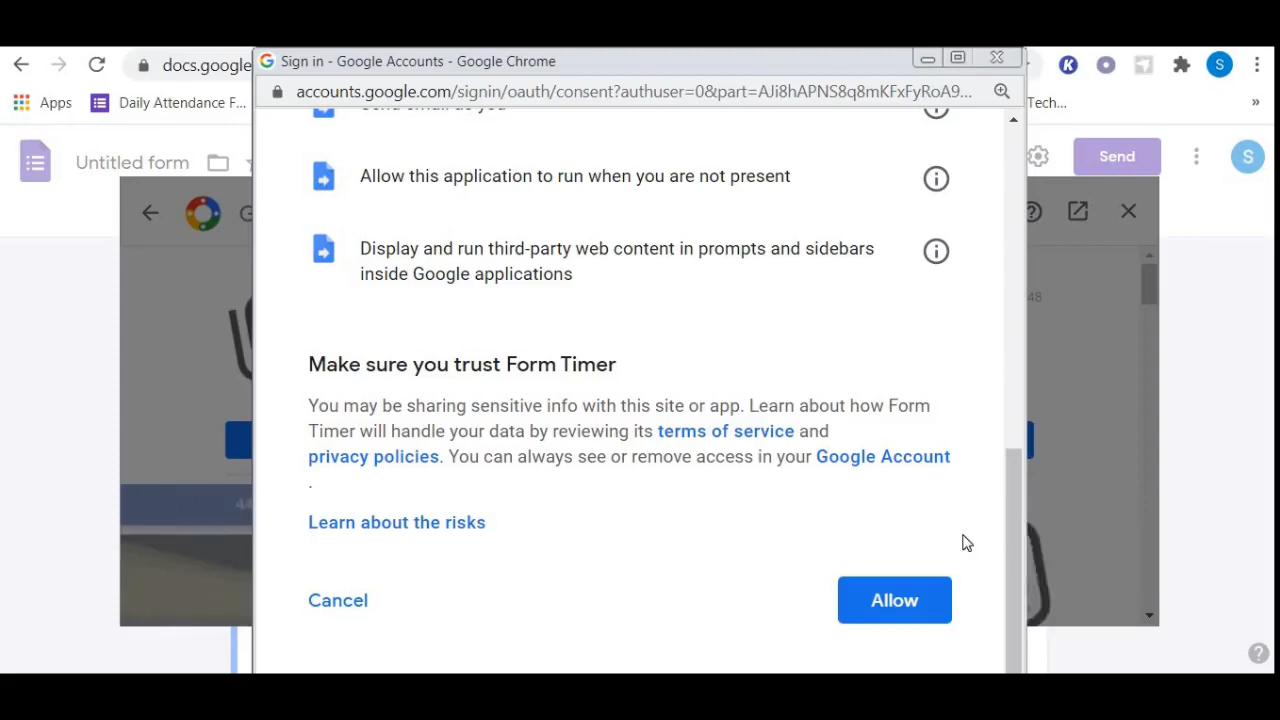 Sign in - Google Accounts - Google Chrome
docs.google
K
S
accounts.google.com/signin/oauth/consent?authuser=0&part=AJi8hAPNS8q8mKFxFyRoA9...
Apps
Daily Attendance F...
Tech...
»
Send email as you
Untitled form
Send
S
Allow this application to run when you are not present
Display and run third-party web content in prompts and sidebars
inside Google applications
48
Make sure you trust Form Timer
You may be sharing sensitive info with this site or app. Learn about how Form
Timer will handle your data by reviewing its terms of service and
privacy policies. You can always see or remove access in your Google Account
.
Learn about the risks
Cancel
Allow